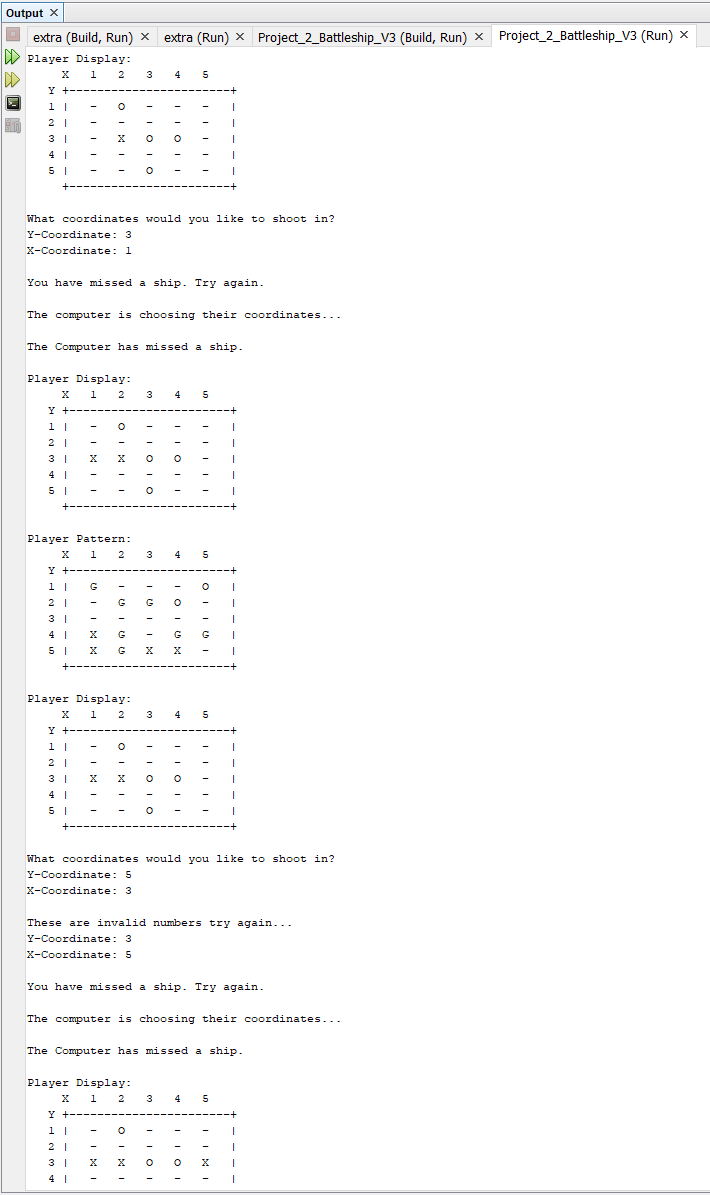 Output ×
extra (Build, Run) × extra (Run) × Project_2_Battleship_V3 (Build, Run) × Project_2_Battleship_V3 (Run) ×
Player Display:
     X   1   2   3   4   5
   Y +-----------------------+
   1 |   -   O   -   -   -   |
   2 |   -   -   -   -   -   |
   3 |   -   X   O   O   -   |
   4 |   -   -   -   -   -   |
   5 |   -   -   O   -   -   |
     +-----------------------+
What coordinates would you like to shoot in?
Y-Coordinate: 3
X-Coordinate: 1
You have missed a ship. Try again.
The computer is choosing their coordinates...
The Computer has missed a ship.
Player Display:
     X   1   2   3   4   5
   Y +-----------------------+
   1 |   -   O   -   -   -   |
   2 |   -   -   -   -   -   |
   3 |   X   X   O   O   -   |
   4 |   -   -   -   -   -   |
   5 |   -   -   O   -   -   |
     +-----------------------+
Player Pattern:
     X   1   2   3   4   5
   Y +-----------------------+
   1 |   G   -   -   -   O   |
   2 |   -   G   G   O   -   |
   3 |   -   -   -   -   -   |
   4 |   X   G   -   G   G   |
   5 |   X   G   X   X   -   |
     +-----------------------+
Player Display:
     X   1   2   3   4   5
   Y +-----------------------+
   1 |   -   O   -   -   -   |
   2 |   -   -   -   -   -   |
   3 |   X   X   O   O   -   |
   4 |   -   -   -   -   -   |
   5 |   -   -   O   -   -   |
     +-----------------------+
What coordinates would you like to shoot in?
Y-Coordinate: 5
X-Coordinate: 3
These are invalid numbers try again...
Y-Coordinate: 3
X-Coordinate: 5
You have missed a ship. Try again.
The computer is choosing their coordinates...
The Computer has missed a ship.
Player Display:
     X   1   2   3   4   5
   Y +-----------------------+
   1 |   -   O   -   -   -   |
   2 |   -   -   -   -   -   |
   3 |   X   X   O   O   X   |
   4 |   -   -   -   -   -   |